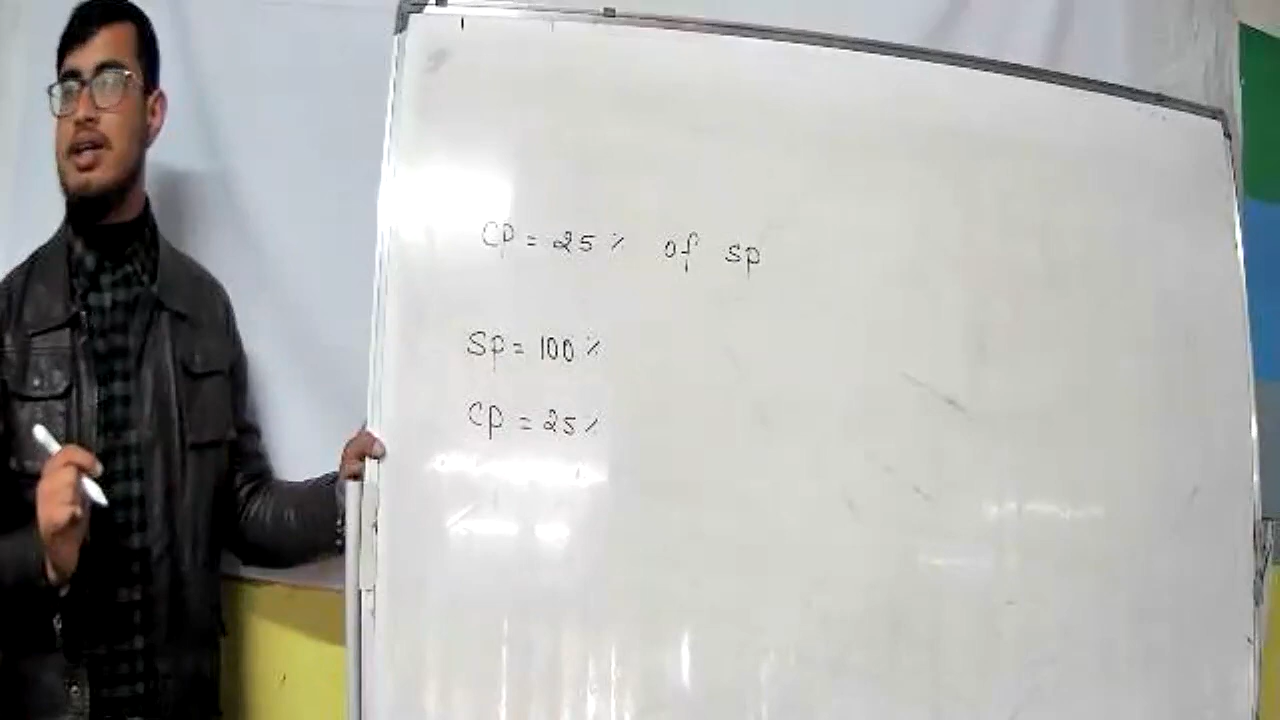 CP = 25 % of SP
SP = 100 %
CP = 25 %